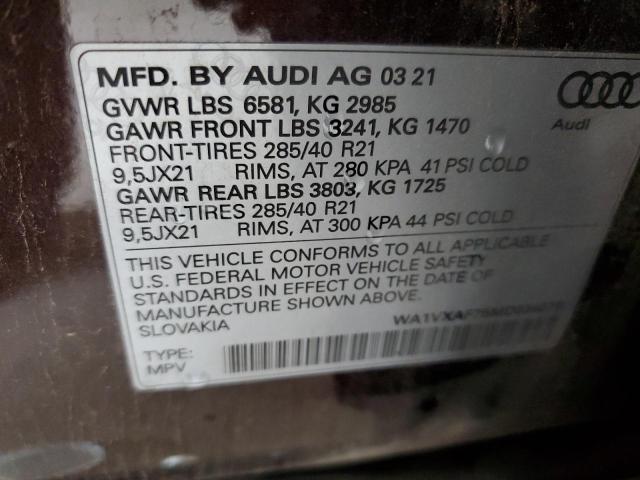 MFD. BY AUDI AG 03 21
GVWR LBS 6581, KG 2985
GAWR FRONT LBS 3241, KG 1470
FRONT-TIRES 285/40 R21
9,5JX21 RIMS, AT 280 KPA 41 PSI COLD
GAWR REAR LBS 3803, KG 1725
REAR-TIRES 285/40 R21
9,5JX21 RIMS, AT 300 KPA 44 PSI COLD
THIS VEHICLE CONFORMS TO ALL APPLICABLE
U.S. FEDERAL MOTOR VEHICLE SAFETY
STANDARDS IN EFFECT ON THE DATE OF
MANUFACTURE SHOWN ABOVE.
SLOVAKIA
TYPE:
MPV
Audi